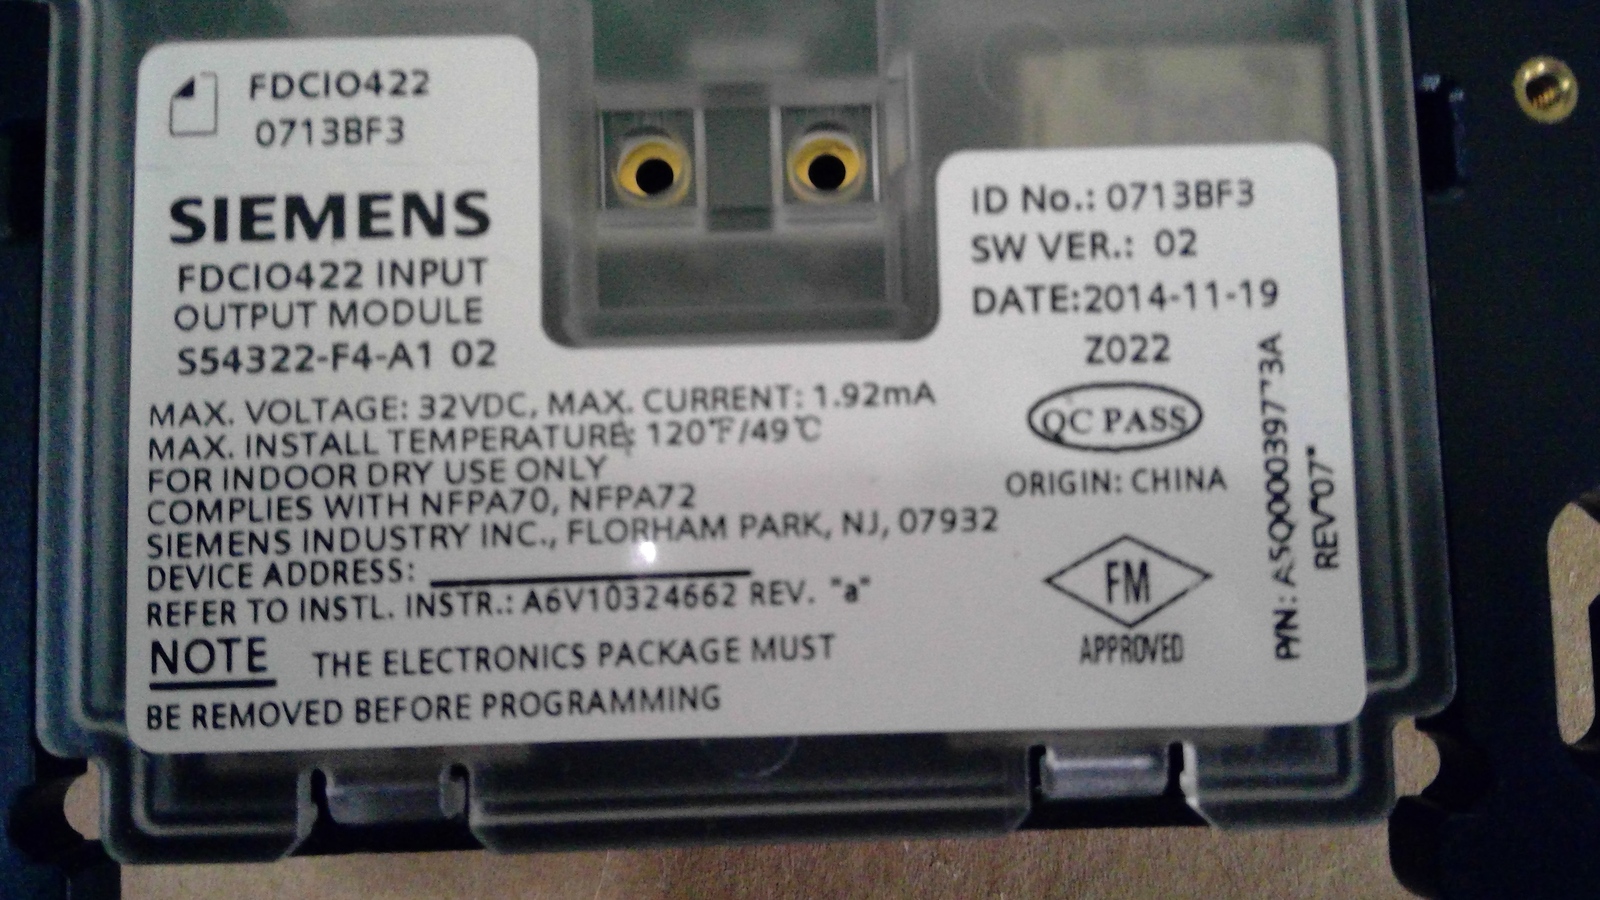 FDCIO422
0713BF3
SIEMENS
FDCIO422 INPUT
OUTPUT MODULE
S54322-F4-A1 02
MAX. VOLTAGE: 32VDC, MAX. CURRENT: 1.92mA
MAX. INSTALL TEMPERATURE: 120℉/49℃
FOR INDOOR DRY USE ONLY
COMPLIES WITH NFPA70, NFPA72
SIEMENS INDUSTRY INC., FLORHAM PARK, NJ, 07932
DEVICE ADDRESS:
REFER TO INSTL. INSTR.: A6V10324662 REV. "a"
NOTE THE ELECTRONICS PACKAGE MUST
BE REMOVED BEFORE PROGRAMMING
ID No.: 0713BF3
SW VER.: 02
DATE:2014-11-19
Z022
QC PASS
ORIGIN: CHINA
FM
APPROVED
P/N:
REV"07"